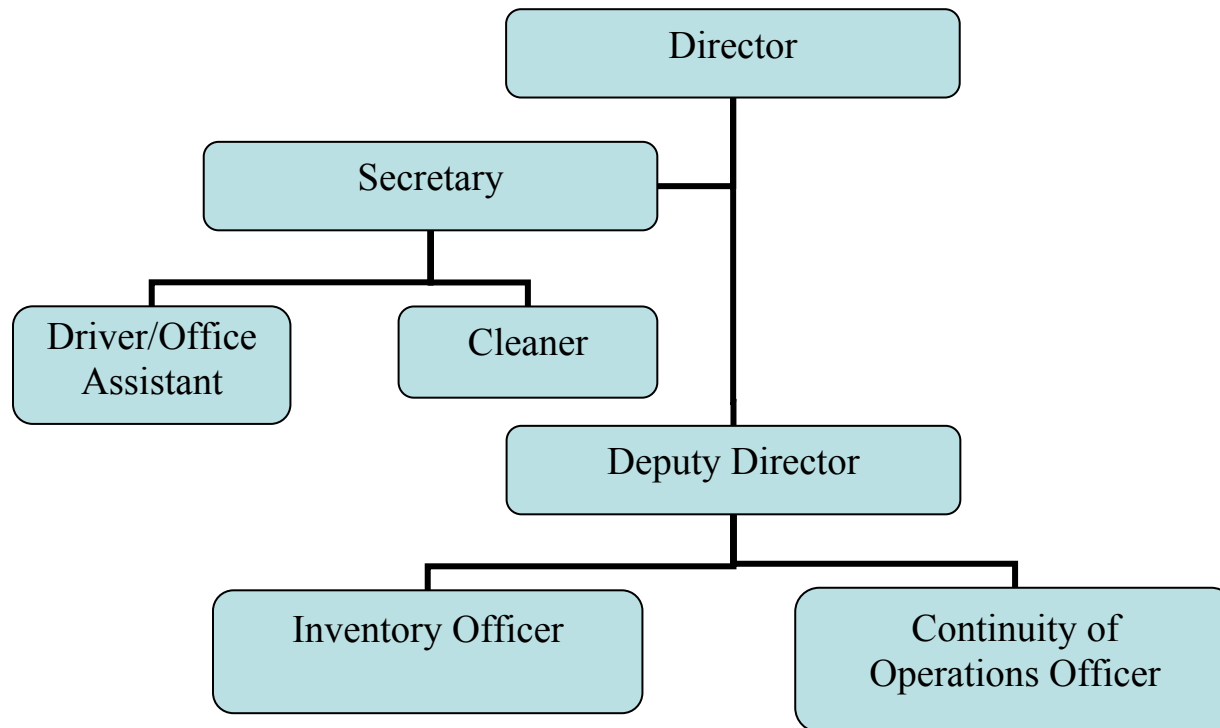 Director
Secretary
Driver/Office
Assistant
Cleaner
Deputy Director
Inventory Officer
Continuity of
Operations Officer